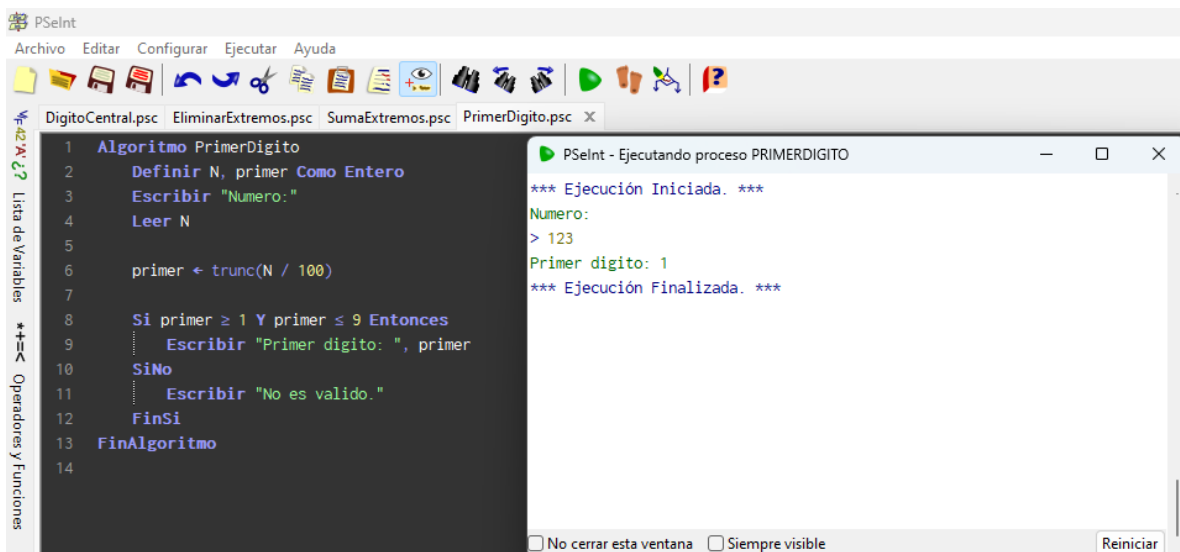 PSeInt
Archivo Editar Configurar Ejecutar Ayuda
DigitoCentral.psc EliminarExtremos.psc SumaExtremos.psc PrimerDigito.psc X
*+=< Operadores y Funciones
42 'A' ¿? Lista de Variables
1 Algoritmo PrimerDigito
2 Definir N, primer Como Entero
3 Escribir "Numero:"
4 Leer N
5
6 primer ← trunc(N / 100)
7
8 Si primer ≥ 1 Y primer ≤ 9 Entonces
9 Escribir "Primer digito: ", primer
10 SiNo
11 Escribir "No es valido."
12 FinSi
13 FinAlgoritmo
14
PSeInt - Ejecutando proceso PRIMERDIGITO
*** Ejecución Iniciada. ***
Numero:
> 123
Primer digito: 1
*** Ejecución Finalizada. ***
No cerrar esta ventana Siempre visible Reiniciar